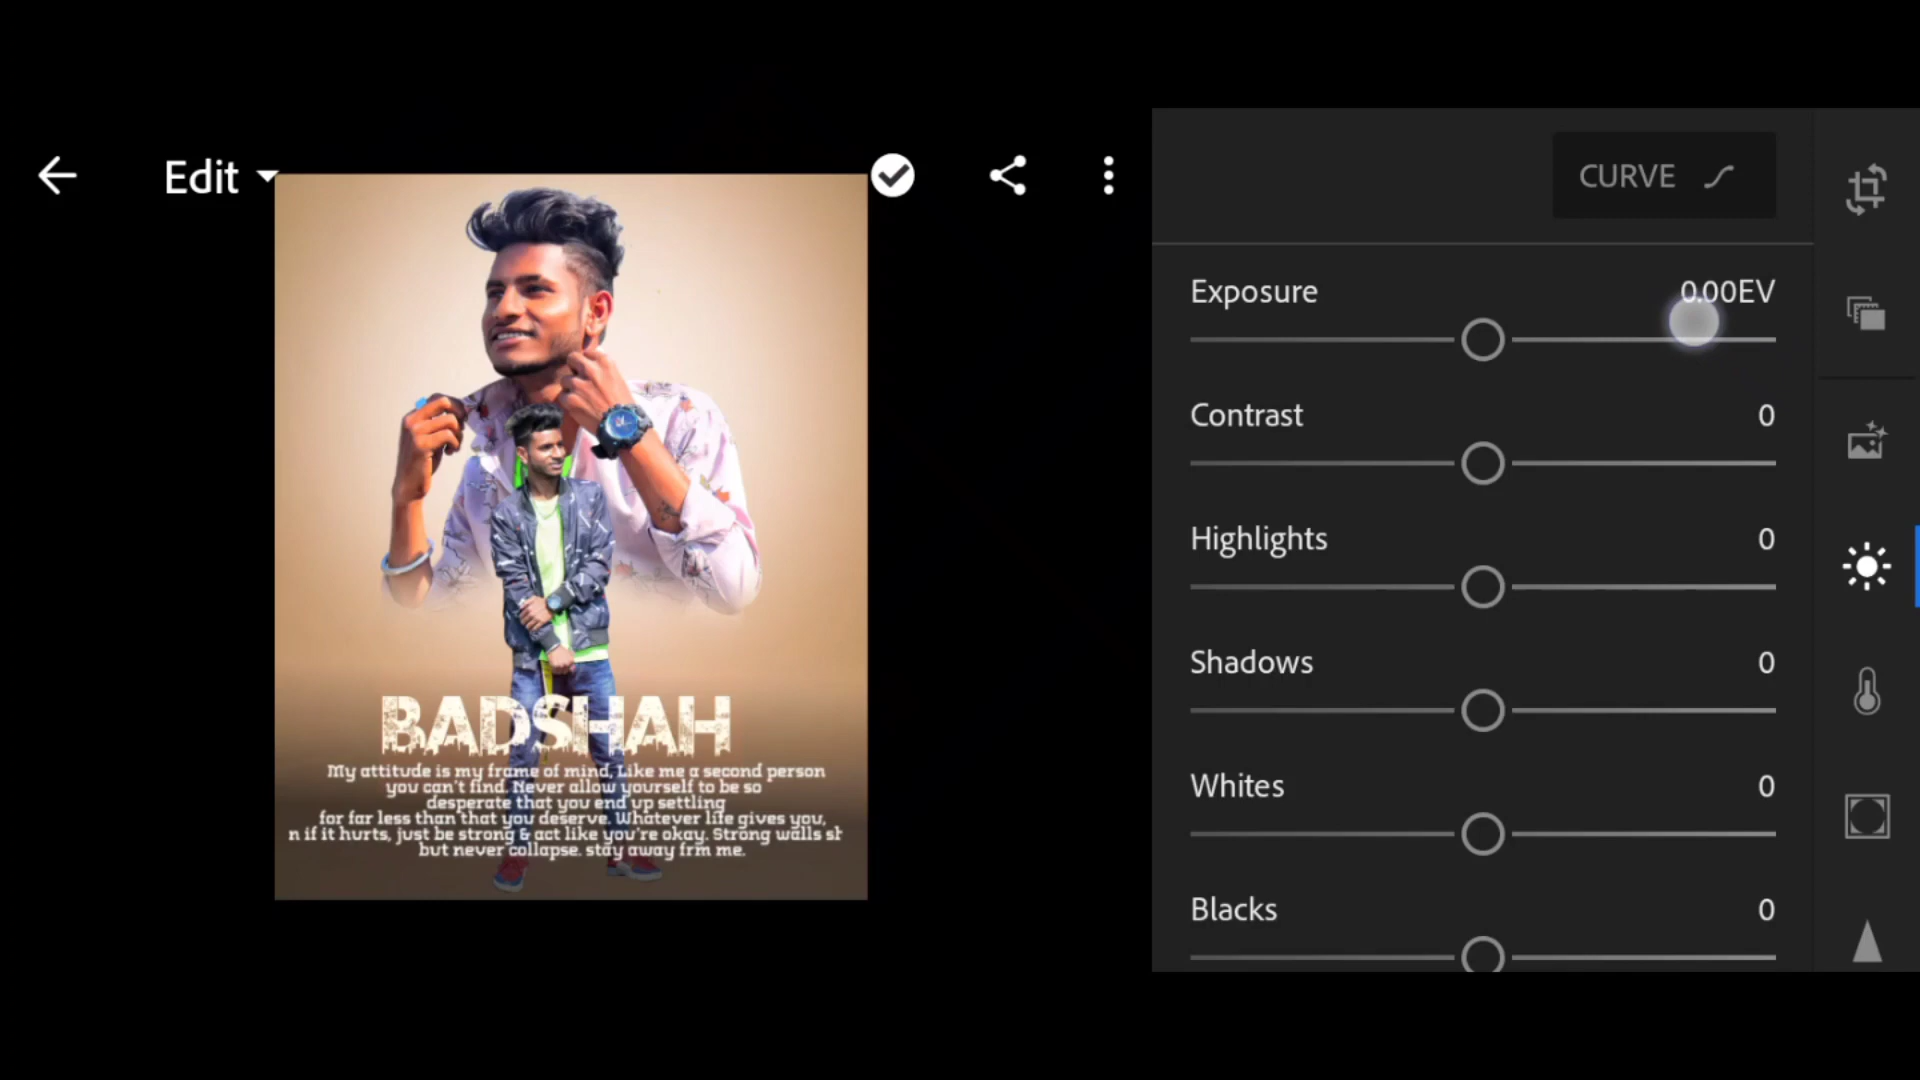 Edit
CURVE
Exposure 0.00EV
Contrast 0
Highlights 0
Shadows 0
Whites 0
Blacks 0
BADSHAH
My attitude is my frame of mind, Like me a second person
you can't find. Never allow yourself to be so
desperate that you end up settling
for far less than that you deserve. Whatever life gives you,
n if it hurts, just be strong & act like you're okay. Strong walls sh
but never collapse. stay away frm me.